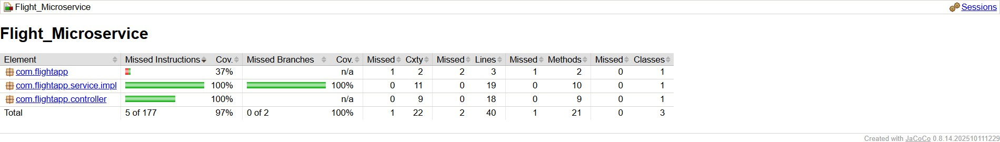 Flight_Microservice Sessions
Flight_Microservice
Element Missed Instructions Cov. Missed Branches Cov. Missed Cxty Missed Lines Missed Methods Missed Classes
com.flightapp 37% n/a 1 2 2 3 1 2 0 1
com.flightapp.service.impl 100% 100% 0 11 0 19 0 10 0 1
com.flightapp.controller 100% n/a 0 9 0 18 0 9 0 1
Total 5 of 177 97% 0 of 2 100% 1 22 2 40 1 21 0 3
Created with JaCoCo 0.8.14.202510111229